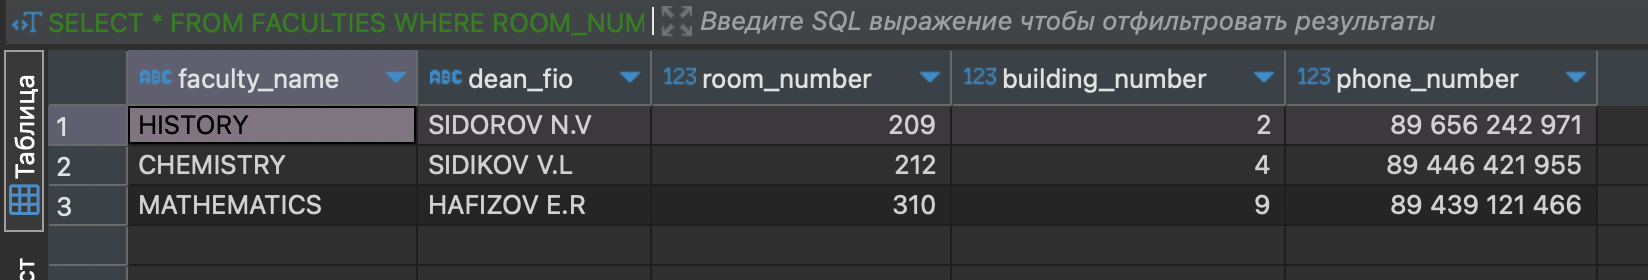 SELECT * FROM FACULTIES WHERE ROOM_NUM Введите SQL выражение чтобы отфильтровать результаты
Таблица
ABC faculty_name ABC dean_fio 123 room_number 123 building_number 123 phone_number
1 HISTORY SIDOROV N.V 209 2 89 656 242 971
2 CHEMISTRY SIDIKOV V.L 212 4 89 446 421 955
3 MATHEMATICS HAFIZOV E.R 310 9 89 439 121 466